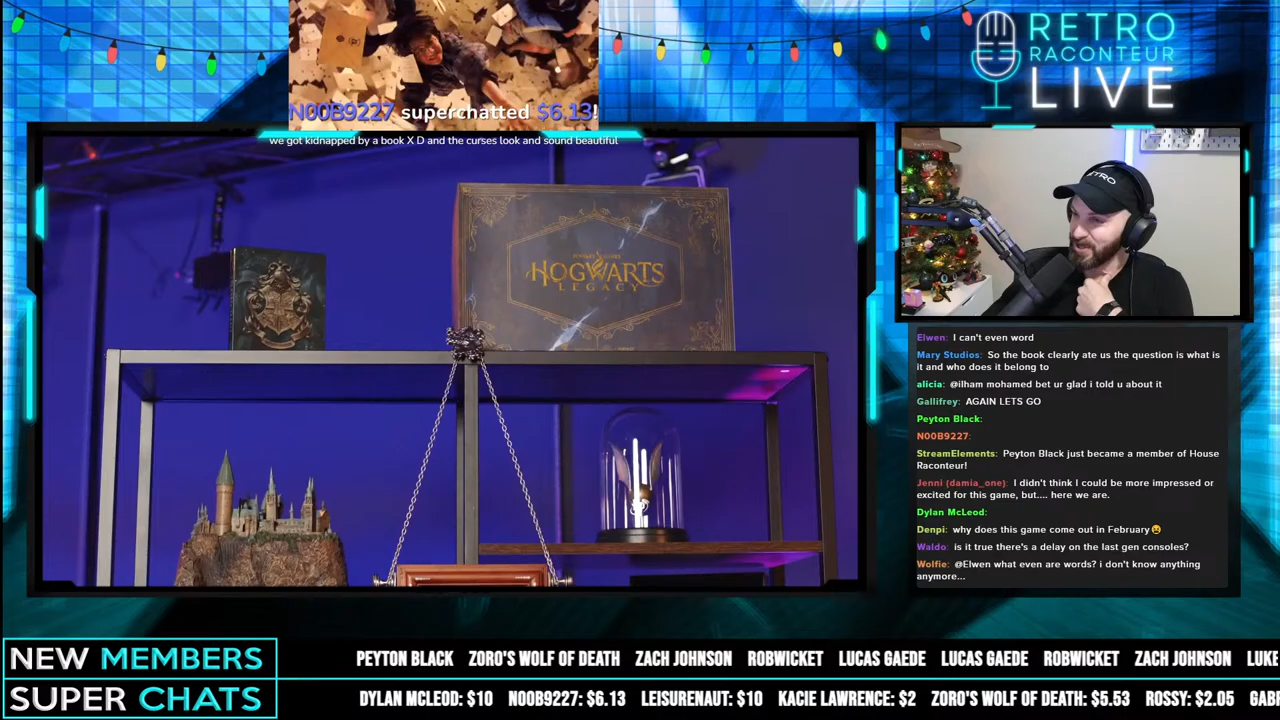 RETRO
RACONTEUR
LIVE
N00B9227 superchatted $6.13!
we got kidnapped by a book X D and the curses look and sound beautiful
HOGWARTS
LEGACY
RETRO
Elwen: I can't even word
Mary Studios: So the book clearly ate us the question is what is
it and who does it belong to
alicia: @ilham mohamed bet ur glad i told u about it
Gallifrey: AGAIN LETS GO
Peyton Black:
N00B9227:
StreamElements: Peyton Black just became a member of House
Raconteur!
Jenni (damia_one): I didn't think I could be more impressed or
excited for this game, but.... here we are.
Dylan McLeod:
Denpi: why does this game come out in February😫
Waldo: is it true there's a delay on the last gen consoles?
Wolfie: @Elwen what even are words? i don't know anything
anymore...
NEW MEMBERS
PEYTON BLACK ZORO'S WOLF OF DEATH ZACH JOHNSON ROBWICKET LUCAS GAEDE LUCAS GAEDE ROBWICKET ZACH JOHNSON LUKE
SUPER CHATS
DYLAN MCLEOD: $10 N00B9227: $6.13 LEISURENAUT: $10 KACIE LAWRENCE: $2 ZORO'S WOLF OF DEATH: $5.53 ROSSY: $2.05 GAB